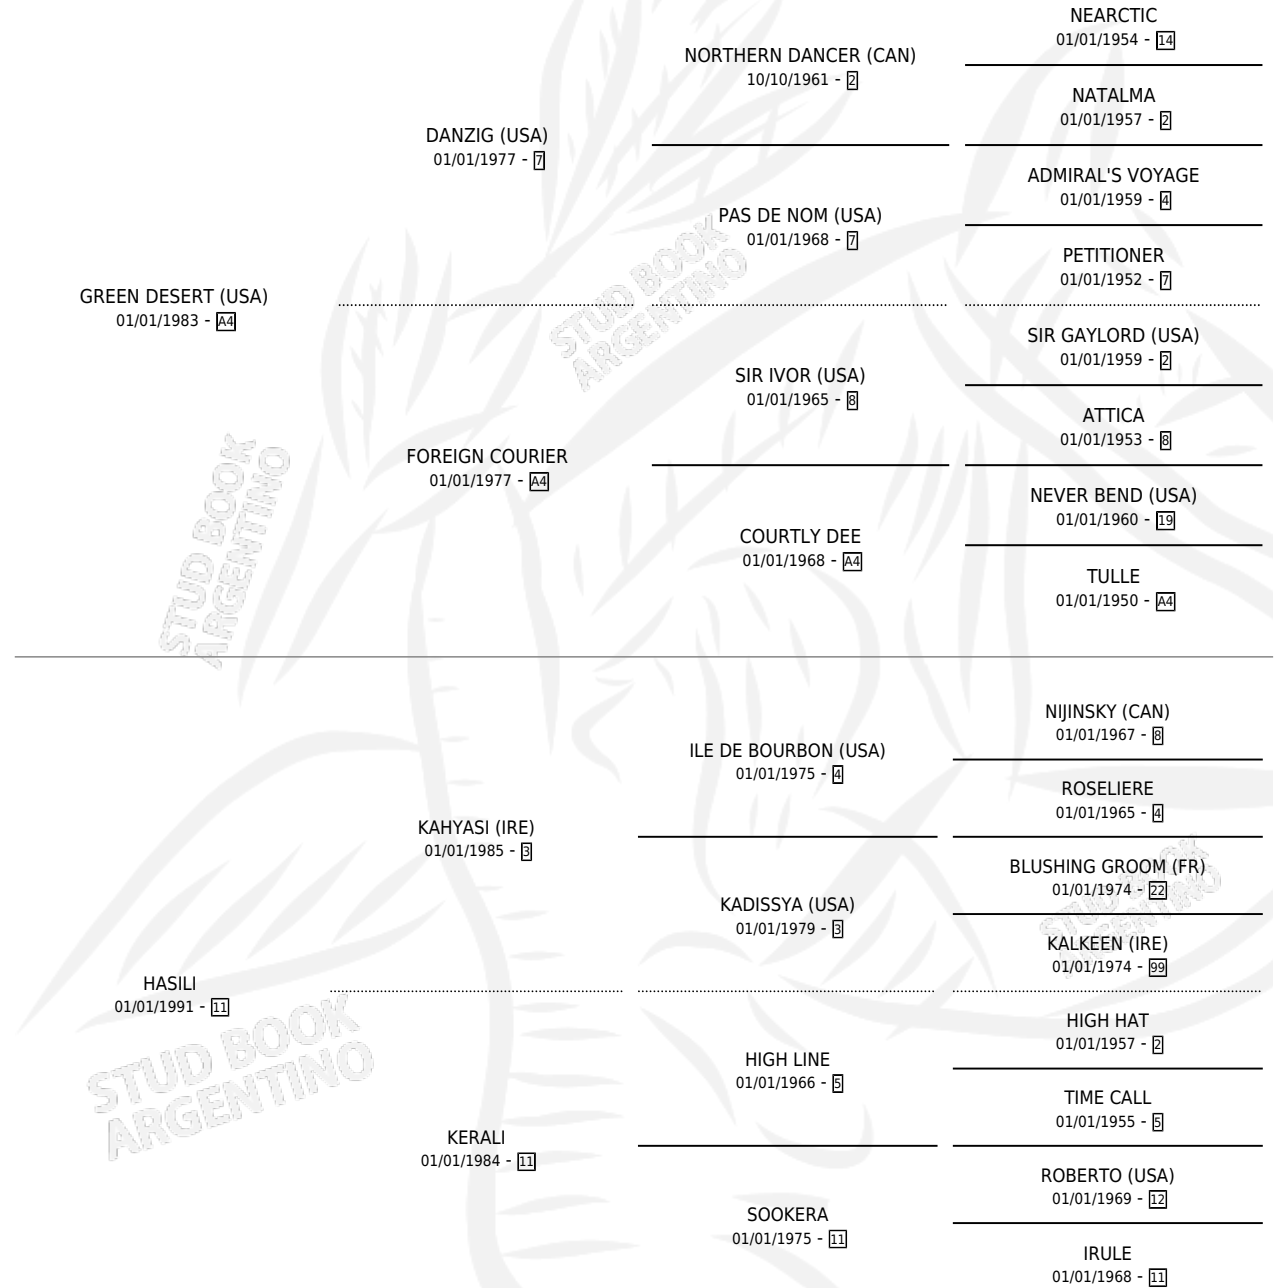 NEARCTIC
01/01/1954 - 14
NORTHERN DANCER (CAN)
10/10/1961 - 2
NATALMA
01/01/1957 - 2
DANZIG (USA)
01/01/1977 - 7
ADMIRAL'S VOYAGE
01/01/1959 - 4
PAS DE NOM (USA)
01/01/1968 - 7
PETITIONER
01/01/1952 - 7
GREEN DESERT (USA)
01/01/1983 - A4
SIR GAYLORD (USA)
01/01/1959 - 2
SIR IVOR (USA)
01/01/1965 - 8
ATTICA
01/01/1953 - 8
FOREIGN COURIER
01/01/1977 - A4
NEVER BEND (USA)
01/01/1960 - 19
COURTLY DEE
01/01/1968 - A4
TULLE
01/01/1950 - A4
NIJINSKY (CAN)
01/01/1967 - 8
ILE DE BOURBON (USA)
01/01/1975 - 4
ROSELIERE
01/01/1965 - 4
KAHYASI (IRE)
01/01/1985 - 3
BLUSHING GROOM (FR)
01/01/1974 - 22
KADISSYA (USA)
01/01/1979 - 3
KALKEEN (IRE)
01/01/1974 - 99
HASILI
01/01/1991 - 11
HIGH HAT
01/01/1957 - 2
HIGH LINE
01/01/1966 - 5
TIME CALL
01/01/1955 - 5
KERALI
01/01/1984 - 11
ROBERTO (USA)
01/01/1969 - 12
SOOKERA
01/01/1975 - 11
IRULE
01/01/1968 - 11
STUD BOOK
ARGENTINO
STUD BOOK
ARGENTINO
STUD BOOK
ARGENTINO
STUD BOOK
ARGENTINO